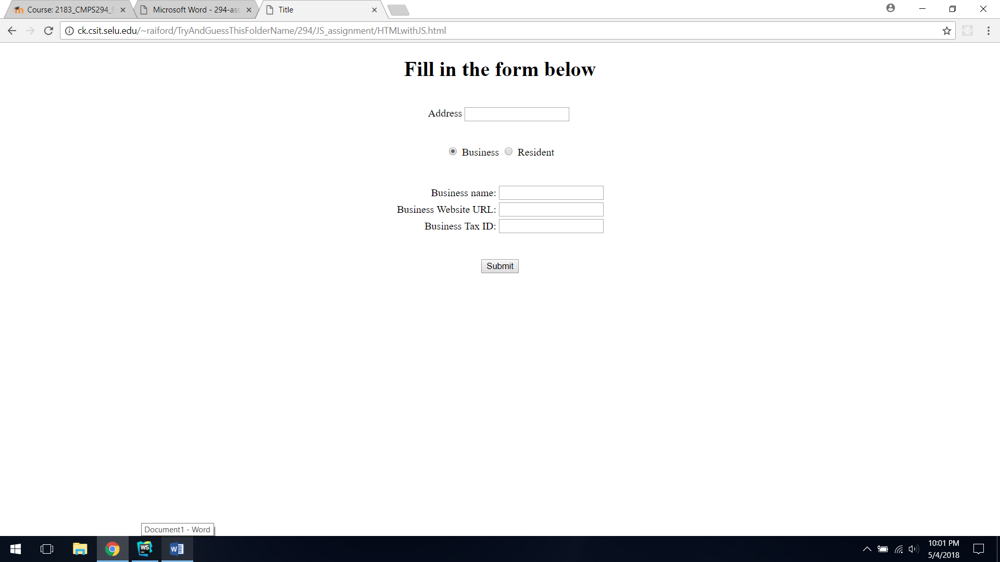 Course: 2183_CMPS294_
Microsoft Word - 294-ass
Title
ck.csit.selu.edu/~raiford/TryAndGuessThisFolderName/294/JS_assignment/HTMLwithJS.html
Fill in the form below
Address
Business Resident
Business name:
Business Website URL:
Business Tax ID:
Submit
Document1 - Word
WS
W
10:01 PM
5/4/2018